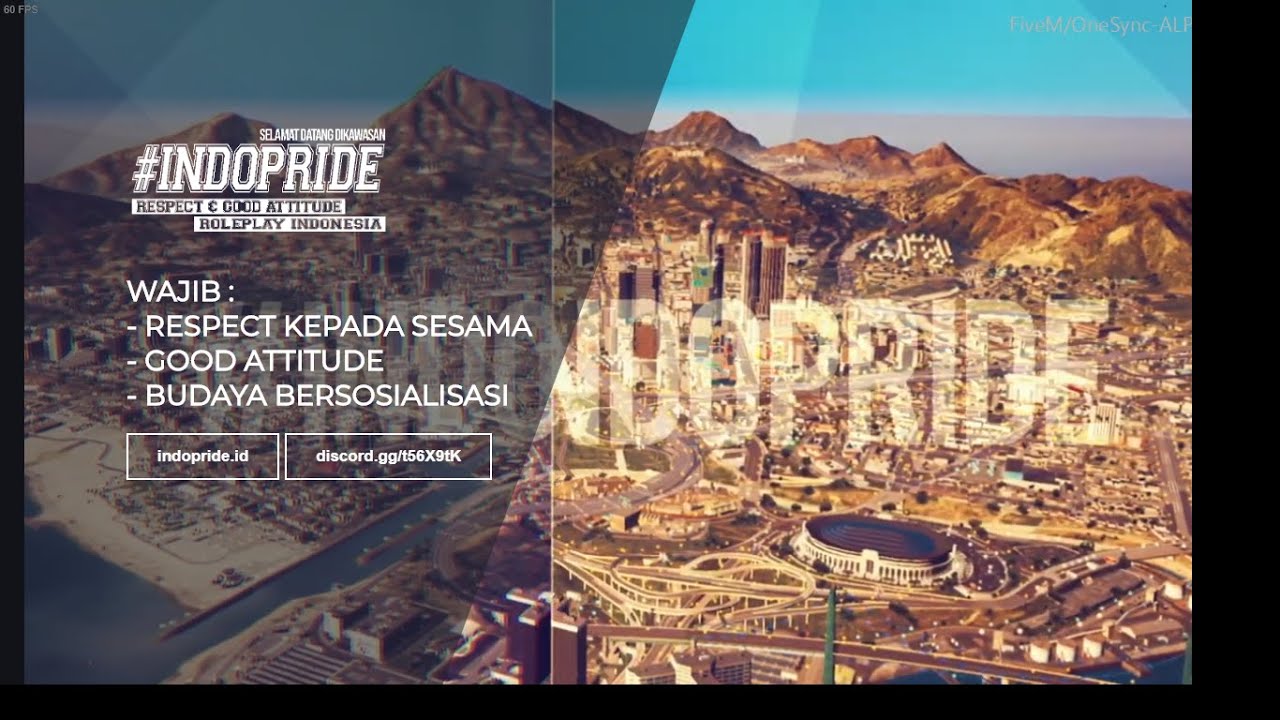 60 FPS
FiveM/OneSync-ALP
SELAMAT DATANG DIKAWASAN
#INDOPRIDE
RESPECT & GOOD ATTITUDE
ROLEPLAY INDONESIA
WAJIB :
- RESPECT KEPADA SESAMA
- GOOD ATTITUDE
- BUDAYA BERSOSIALISASI
indopride.id
discord.gg/t56X9tK
#INDOPRIDE